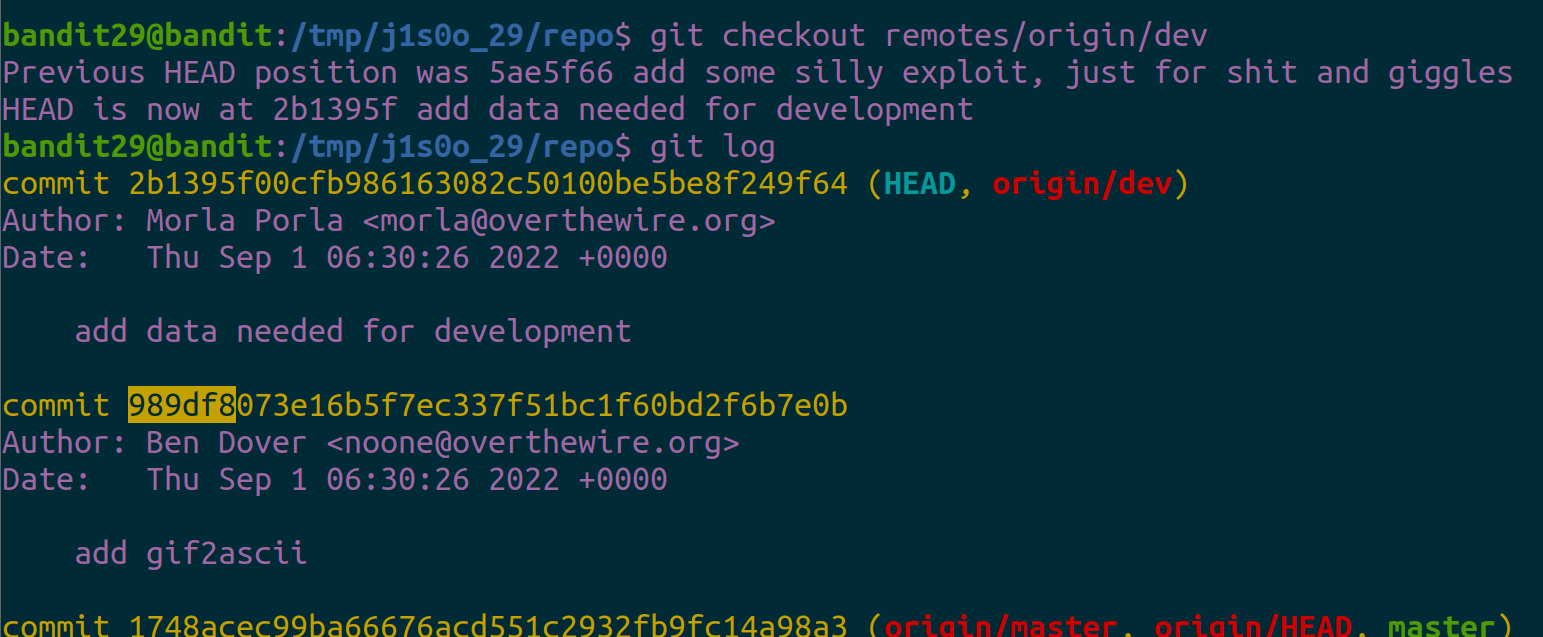 bandit29@bandit:/tmp/j1s0o_29/repo$ git checkout remotes/origin/dev
Previous HEAD position was 5ae5f66 add some silly exploit, just for shit and giggles
HEAD is now at 2b1395f add data needed for development
bandit29@bandit:/tmp/j1s0o_29/repo$ git log
commit 2b1395f00cfb986163082c50100be5be8f249f64 (HEAD, origin/dev)
Author: Morla Porla <morla@overthewire.org>
Date:   Thu Sep 1 06:30:26 2022 +0000
    add data needed for development
commit 989df8073e16b5f7ec337f51bc1f60bd2f6b7e0b
Author: Ben Dover <noone@overthewire.org>
Date:   Thu Sep 1 06:30:26 2022 +0000
    add gif2ascii
commit 1748acec99ba66676acd551c2932fb9fc14a98a3 (origin/master, origin/HEAD, master)